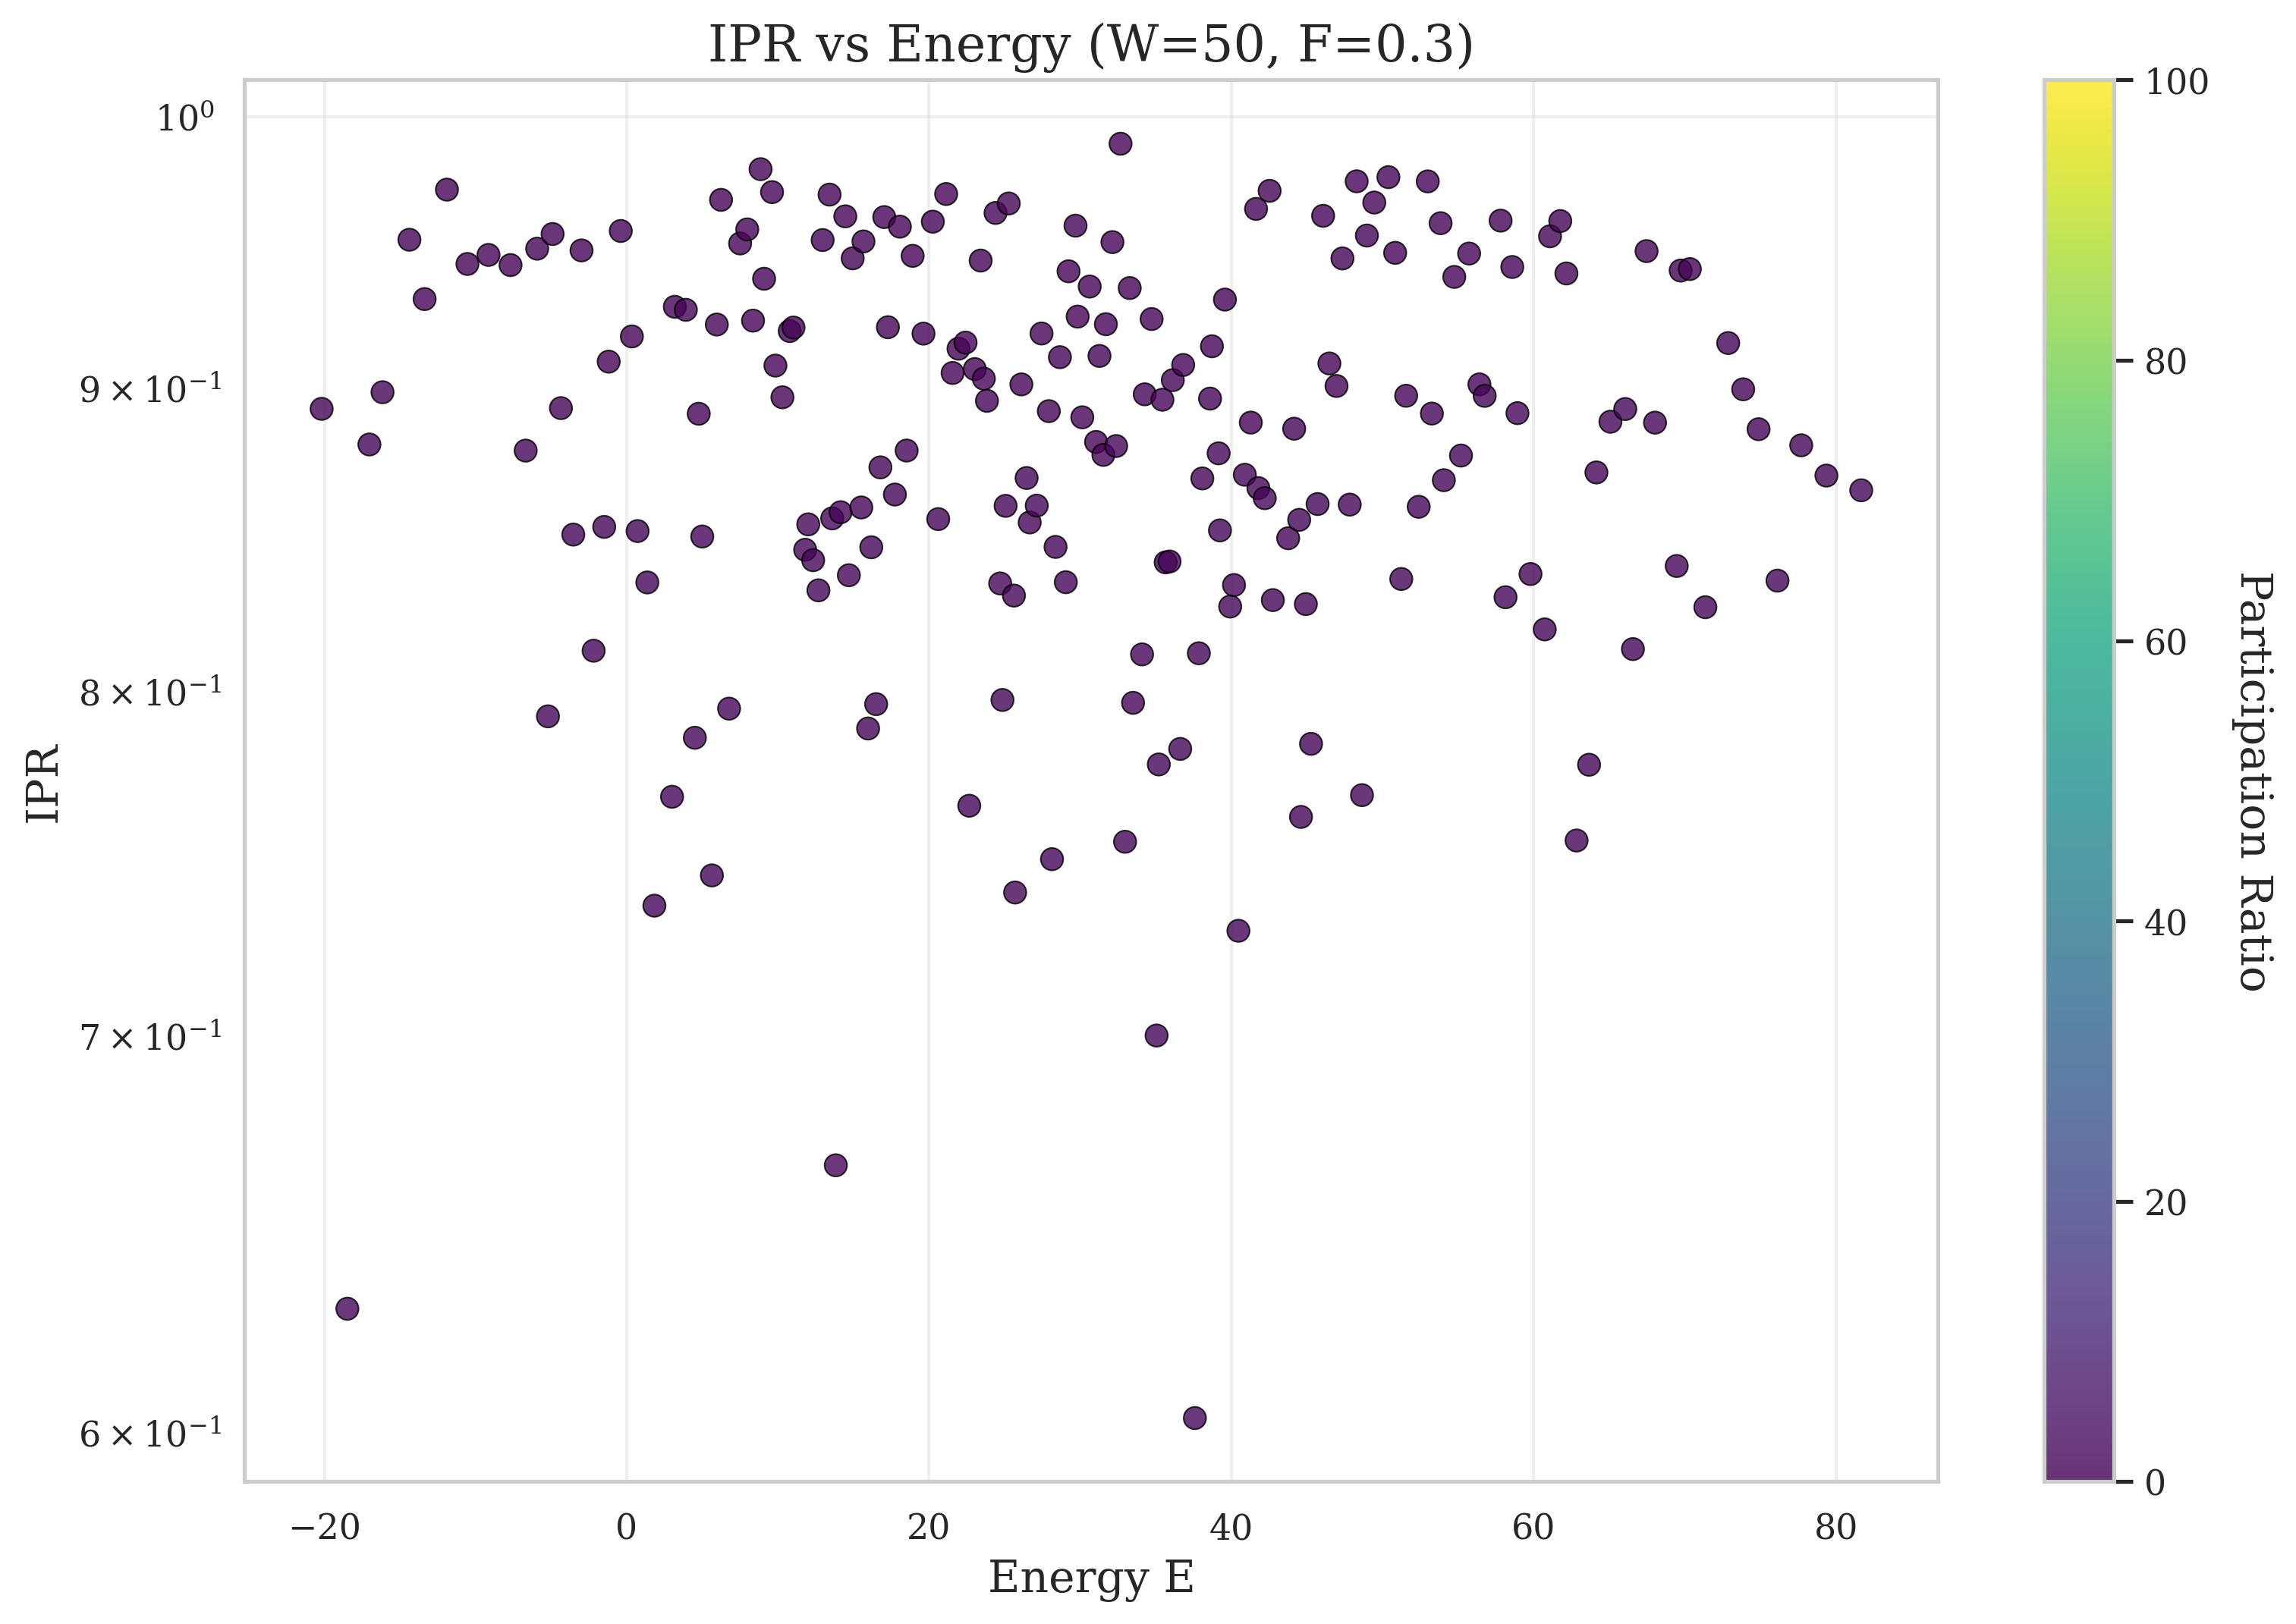 IPR vs Energy (W=50, F=0.3)
10⁰
9 × 10⁻¹
8 × 10⁻¹
7 × 10⁻¹
6 × 10⁻¹
IPR
−20
0
20
40
60
80
Energy E
100
80
60
40
20
0
Participation Ratio